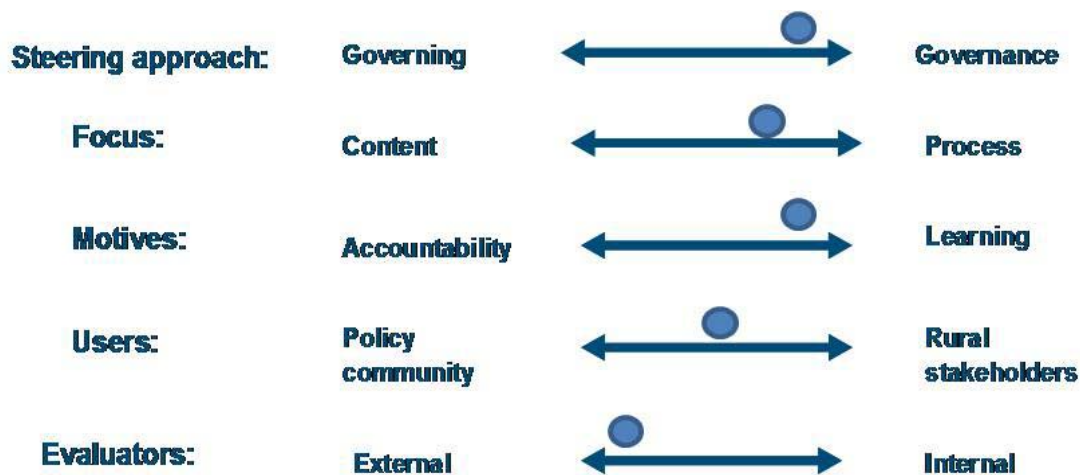 Steering approach: Governing Governance
Focus: Content Process
Motives: Accountability Learning
Users: Policy community Rural stakeholders
Evaluators: External Internal